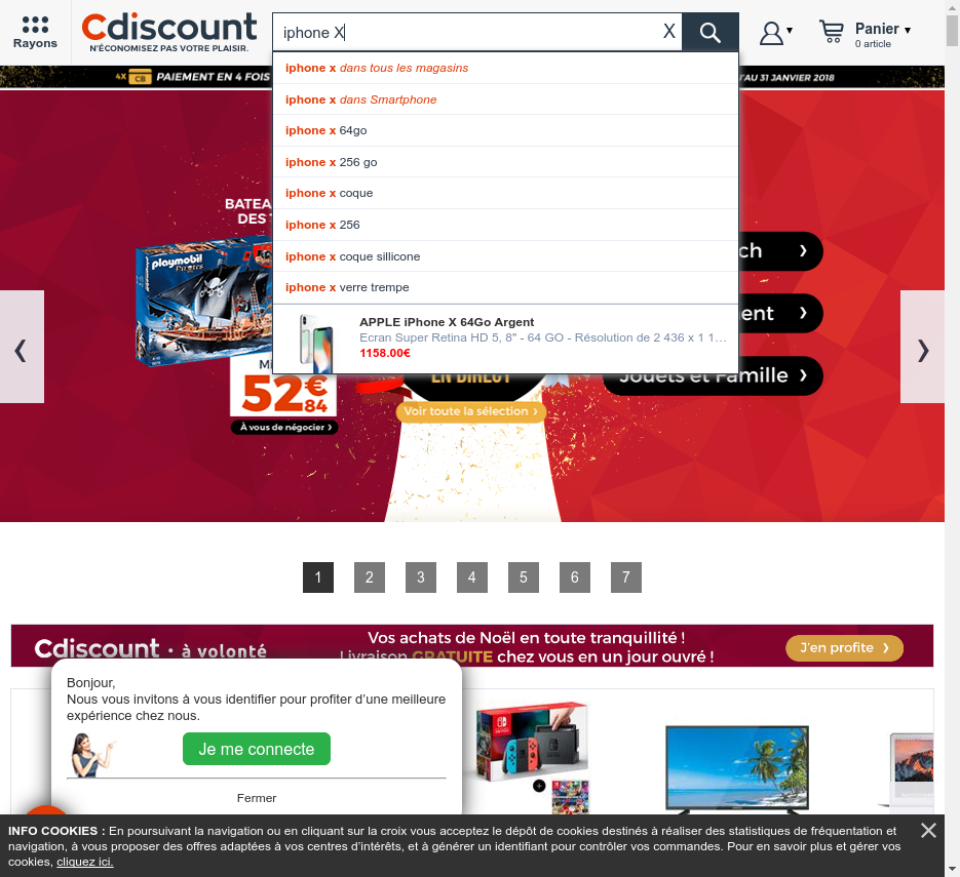 Rayons
Cdiscount
N'ÉCONOMISEZ PAS VOTRE PLAISIR.
iphone X
X
Panier
0 article
4X CB PAIEMENT EN 4 FOIS
AU 31 JANVIER 2018
iphone x dans tous les magasins
iphone x dans Smartphone
iphone x 64go
iphone x 256 go
iphone x coque
iphone x 256
iphone x coque sillicone
iphone x verre trempe
APPLE iPhone X 64Go Argent
Ecran Super Retina HD 5, 8" - 64 GO - Résolution de 2 436 x 1 1...
1158.00€
BATEA
DES
playmobil
Pirates
Mi
52€84
À vous de négocier
EN DIRECT
Voir toute la sélection
ch
ent
Jouets et Famille
1 2 3 4 5 6 7
Cdiscount · à volonté
Vos achats de Noël en toute tranquillité !
Livraison GRATUITE chez vous en un jour ouvré !
J'en profite
Bonjour,
Nous vous invitons à vous identifier pour profiter d'une meilleure
expérience chez nous.
Je me connecte
Fermer
INFO COOKIES : En poursuivant la navigation ou en cliquant sur la croix vous acceptez le dépôt de cookies destinés à réaliser des statistiques de fréquentation et
navigation, à vous proposer des offres adaptées à vos centres d'intérêts, et à générer un identifiant pour contrôler vos commandes. Pour en savoir plus et gérer vos
cookies, cliquez ici.